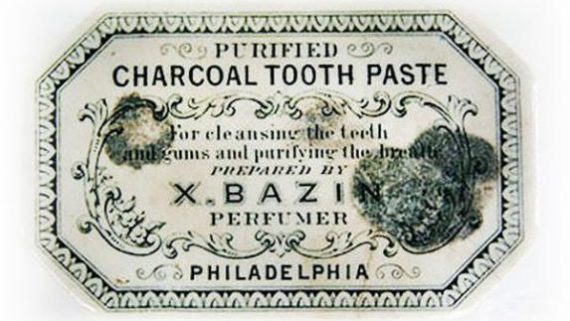 PURIFIED
CHARCOAL TOOTH PASTE
For cleansing the teeth
and gums and purifying the breath
PREPARED BY
X. BAZIN
PERFUMER
PHILADELPHIA